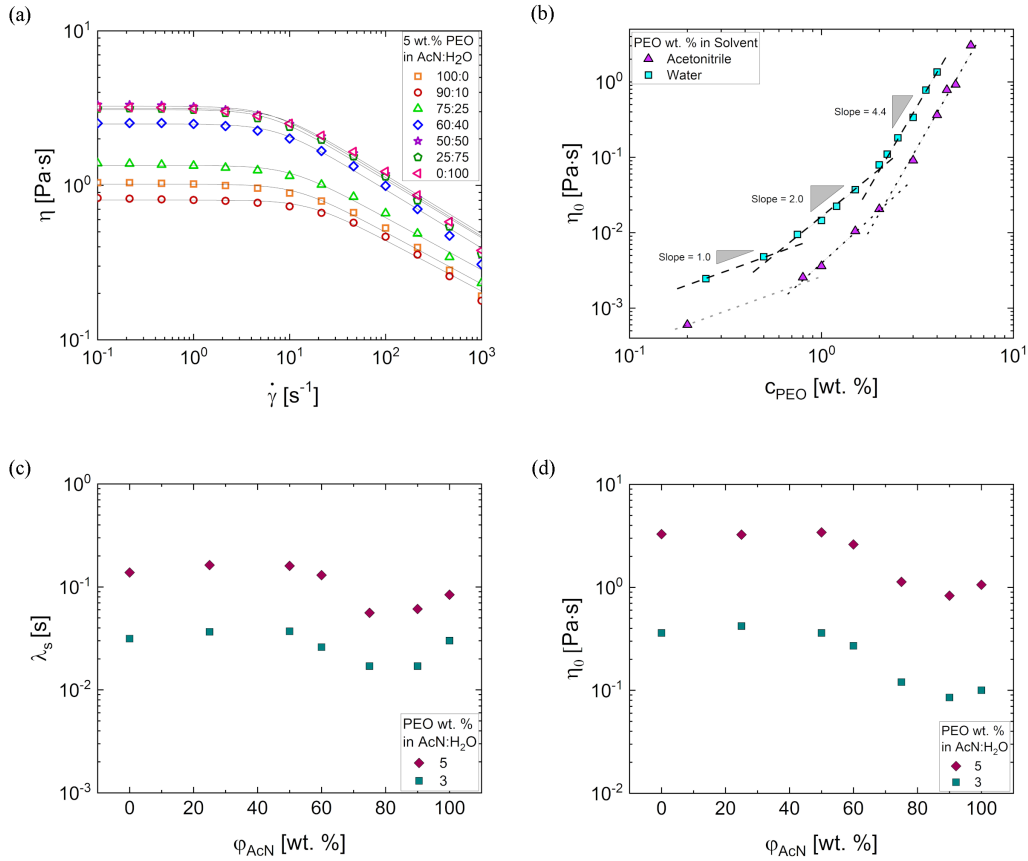 (a)
η [Pa·s]
10¹
10⁰
10⁻¹
5 wt.% PEO
in AcN:H₂O
100:0
90:10
75:25
60:40
50:50
25:75
0:100
10⁻¹ 10⁰ 10¹ 10² 10³
γ̇ [s⁻¹]
(b)
η₀ [Pa·s]
10⁰
10⁻¹
10⁻²
10⁻³
PEO wt. % in Solvent
Acetonitrile
Water
Slope = 4.4
Slope = 2.0
Slope = 1.0
10⁻¹ 10⁰ 10¹
c_PEO [wt. %]
(c)
λₛ [s]
10⁰
10⁻¹
10⁻²
10⁻³
PEO wt. %
in AcN:H₂O
5
3
0 20 40 60 80 100
φ_AcN [wt. %]
(d)
η₀ [Pa·s]
10¹
10⁰
10⁻¹
10⁻²
PEO wt. %
in AcN:H₂O
5
3
0 20 40 60 80 100
φ_AcN [wt. %]